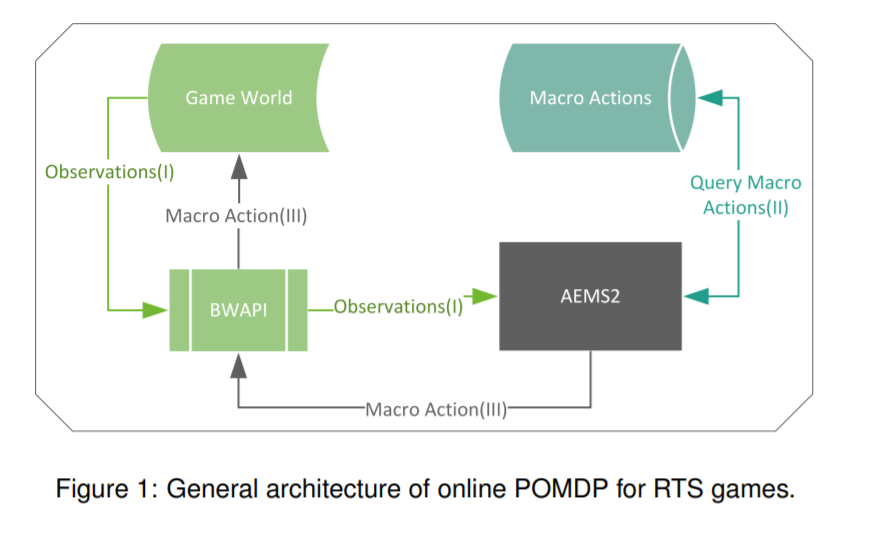 Game World
Macro Actions
Observations(I)
Query Macro
Actions(II)
Macro Action(III)
BWAPI
Observations(I)
AEMS2
Macro Action(III)
Figure 1: General architecture of online POMDP for RTS games.